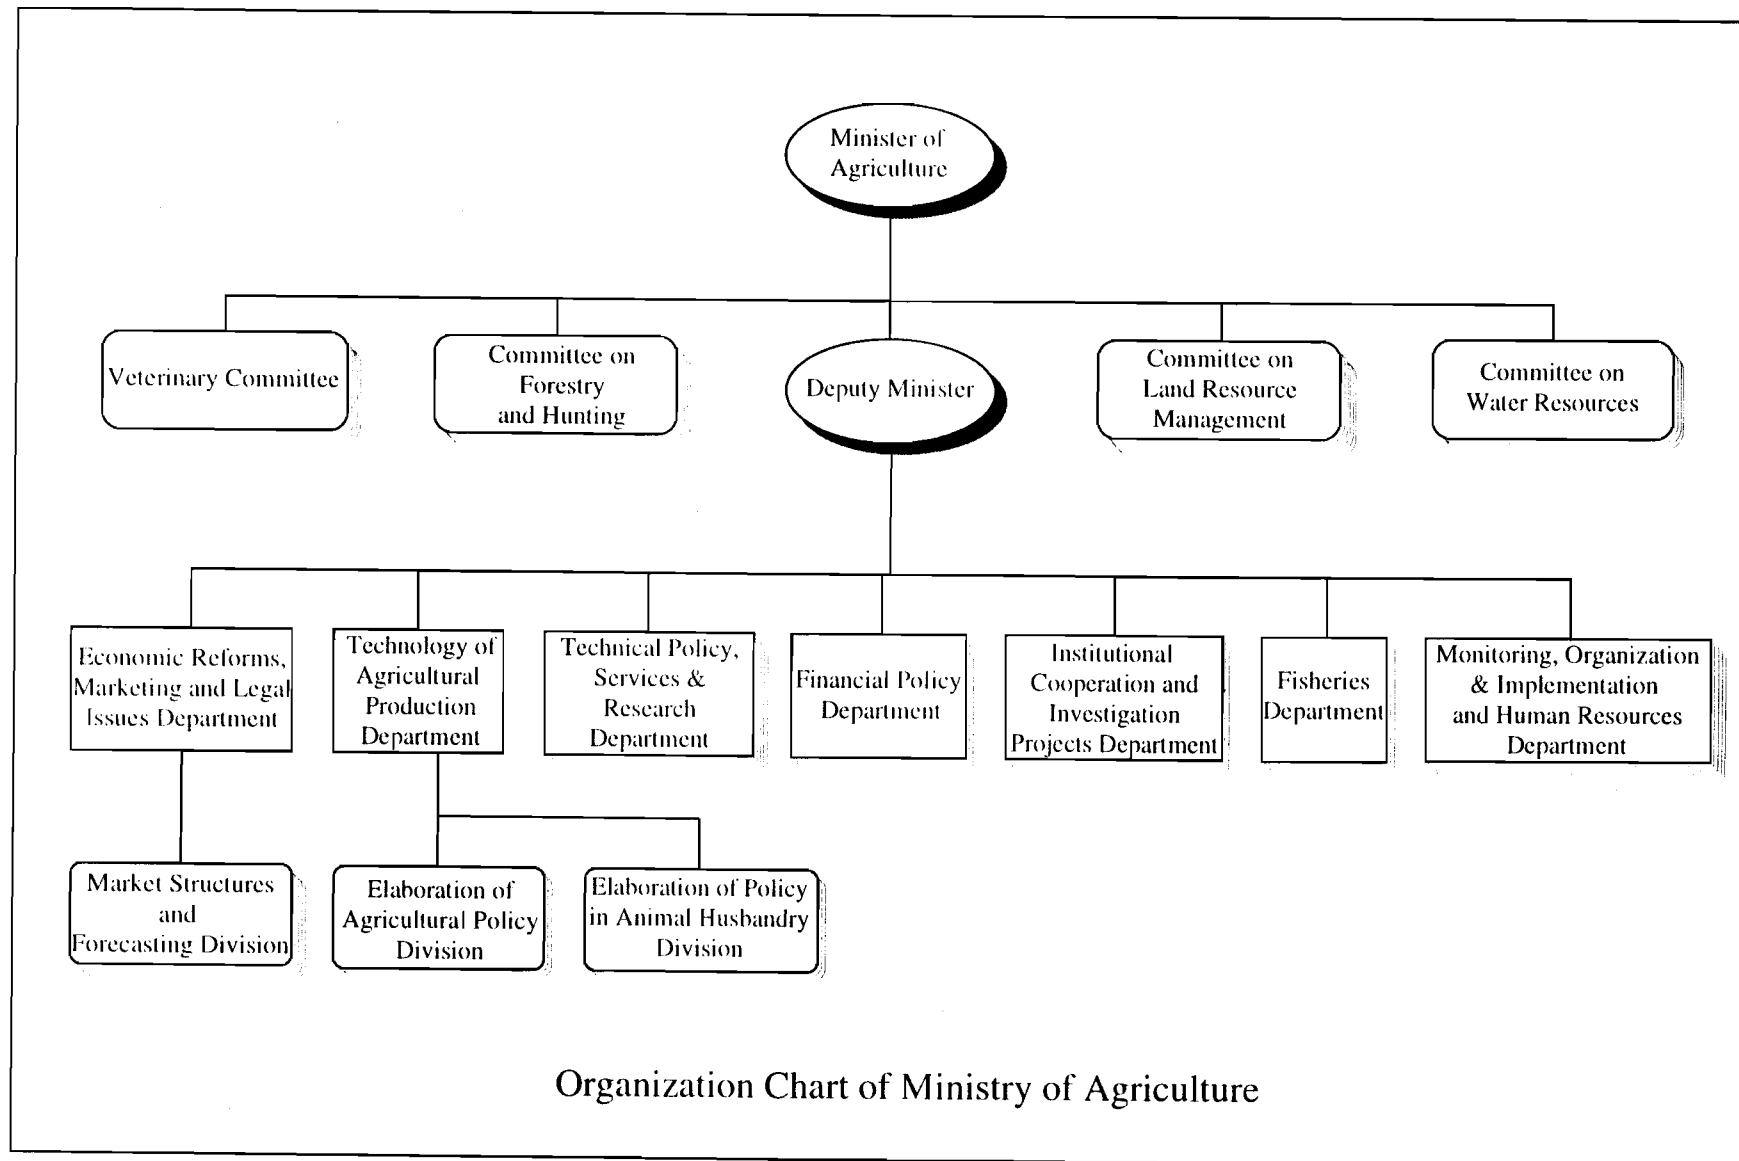 Minister of
Agriculture
Veterinary Committee
Committee on
Forestry
and Hunting
Deputy Minister
Committee on
Land Resource
Management
Committee on
Water Resources
Economic Reforms,
Marketing and Legal
Issues Department
Technology of
Agricultural
Production
Department
Technical Policy,
Services &
Research
Department
Financial Policy
Department
Institutional
Cooperation and
Investigation
Projects Department
Fisheries
Department
Monitoring, Organization
& Implementation
and Human Resources
Department
Market Structures
and
Forecasting Division
Elaboration of
Agricultural Policy
Division
Elaboration of Policy
in Animal Husbandry
Division
Organization Chart of Ministry of Agriculture